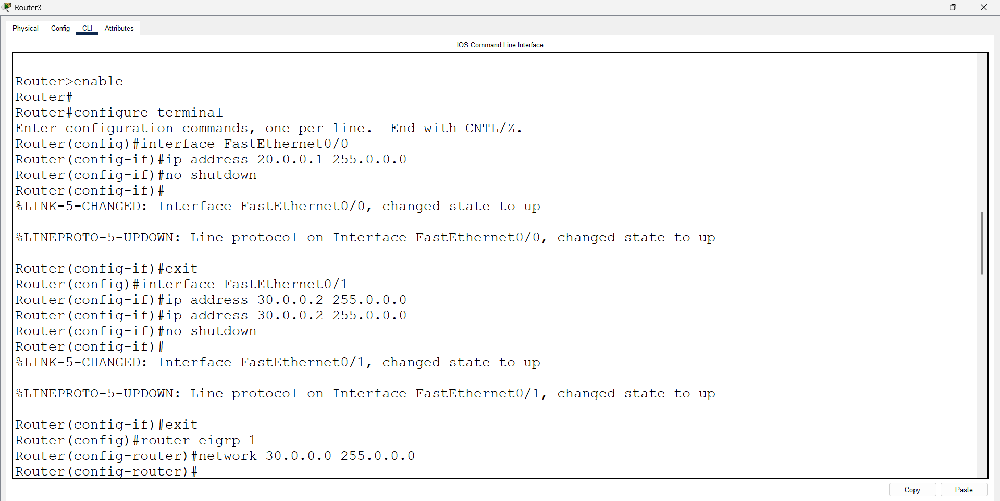 Router3
Physical Config CLI Attributes
IOS Command Line Interface
Router>enable
Router#
Router#configure terminal
Enter configuration commands, one per line.  End with CNTL/Z.
Router(config)#interface FastEthernet0/0
Router(config-if)#ip address 20.0.0.1 255.0.0.0
Router(config-if)#no shutdown
Router(config-if)#
%LINK-5-CHANGED: Interface FastEthernet0/0, changed state to up
%LINEPROTO-5-UPDOWN: Line protocol on Interface FastEthernet0/0, changed state to up
Router(config-if)#exit
Router(config)#interface FastEthernet0/1
Router(config-if)#ip address 30.0.0.2 255.0.0.0
Router(config-if)#ip address 30.0.0.2 255.0.0.0
Router(config-if)#no shutdown
Router(config-if)#
%LINK-5-CHANGED: Interface FastEthernet0/1, changed state to up
%LINEPROTO-5-UPDOWN: Line protocol on Interface FastEthernet0/1, changed state to up
Router(config-if)#exit
Router(config)#router eigrp 1
Router(config-router)#network 30.0.0.0 255.0.0.0
Router(config-router)#
Copy Paste